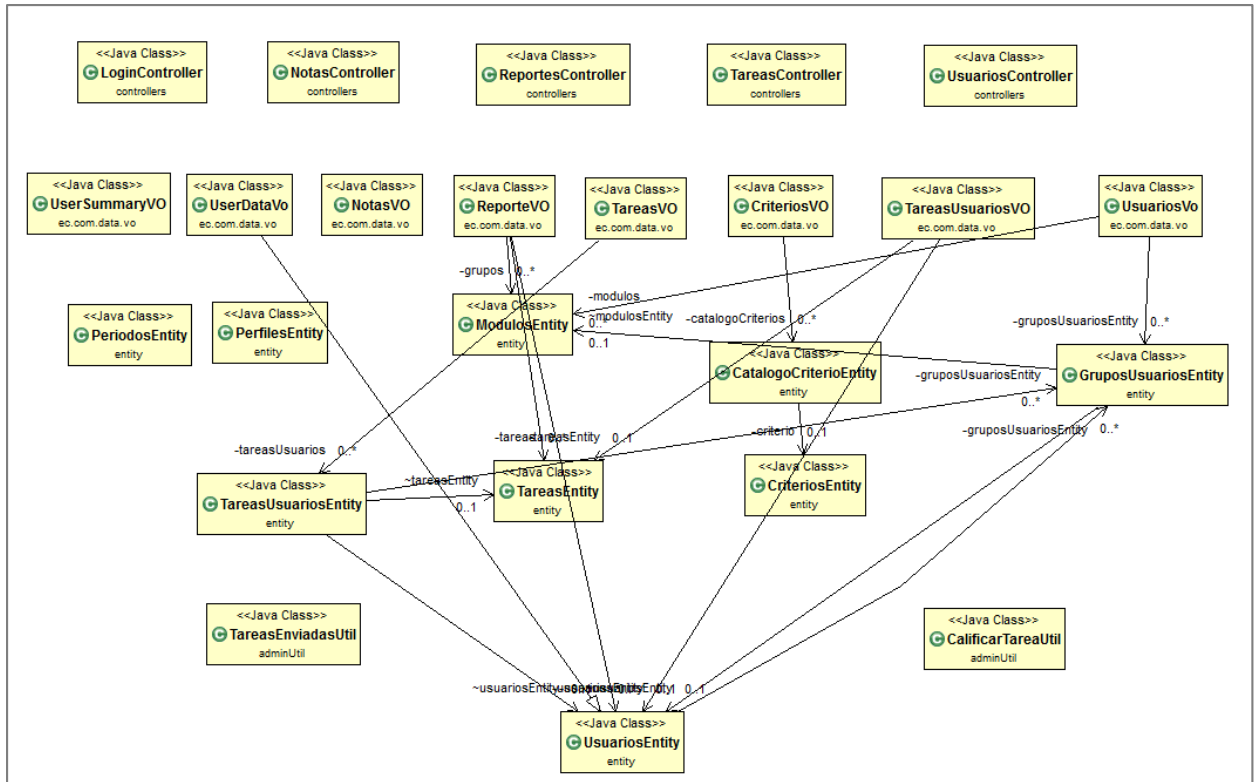 <<Java Class>>
LoginController
controllers
<<Java Class>>
NotasController
controllers
<<Java Class>>
ReportesController
controllers
<<Java Class>>
TareasController
controllers
<<Java Class>>
UsuariosController
controllers
<<Java Class>>
UserSummaryVO
ec.com.data.vo
<<Java Class>>
UserDataVo
ec.com.data.vo
<<Java Class>>
NotasVO
ec.com.data.vo
<<Java Class>>
ReporteVO
ec.com.data.vo
<<Java Class>>
TareasVO
ec.com.data.vo
<<Java Class>>
CriteriosVO
ec.com.data.vo
<<Java Class>>
TareasUsuariosVO
ec.com.data.vo
<<Java Class>>
UsuariosVo
ec.com.data.vo
-grupos 0..*
-modulos
~modulosEntity
0..*
0..1
-catalogoCriterios 0..*
-gruposUsuariosEntity 0..*
<<Java Class>>
PeriodosEntity
entity
<<Java Class>>
PerfilesEntity
entity
<<Java Class>>
ModulosEntity
entity
<<Java Class>>
CatalogoCriterioEntity
entity
<<Java Class>>
GruposUsuariosEntity
entity
-gruposUsuariosEntity
0..*
-gruposUsuariosEntity 0..*
-tareasUsuarios 0..*
0..1
-criterio 0..1
~tareasEntity
0..1
<<Java Class>>
TareasUsuariosEntity
entity
<<Java Class>>
TareasEntity
entity
<<Java Class>>
CriteriosEntity
entity
<<Java Class>>
TareasEnviadasUtil
adminUtil
<<Java Class>>
CalificarTareaUtil
adminUtil
~usuariosEntity
0..1 0..1
<<Java Class>>
UsuariosEntity
entity